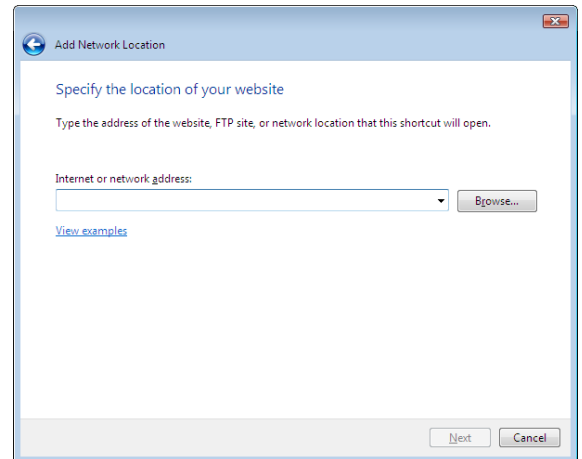 Add Network Location
Specify the location of your website
Type the address of the website, FTP site, or network location that this shortcut will open.
Internet or network address:
Browse...
View examples
Next Cancel